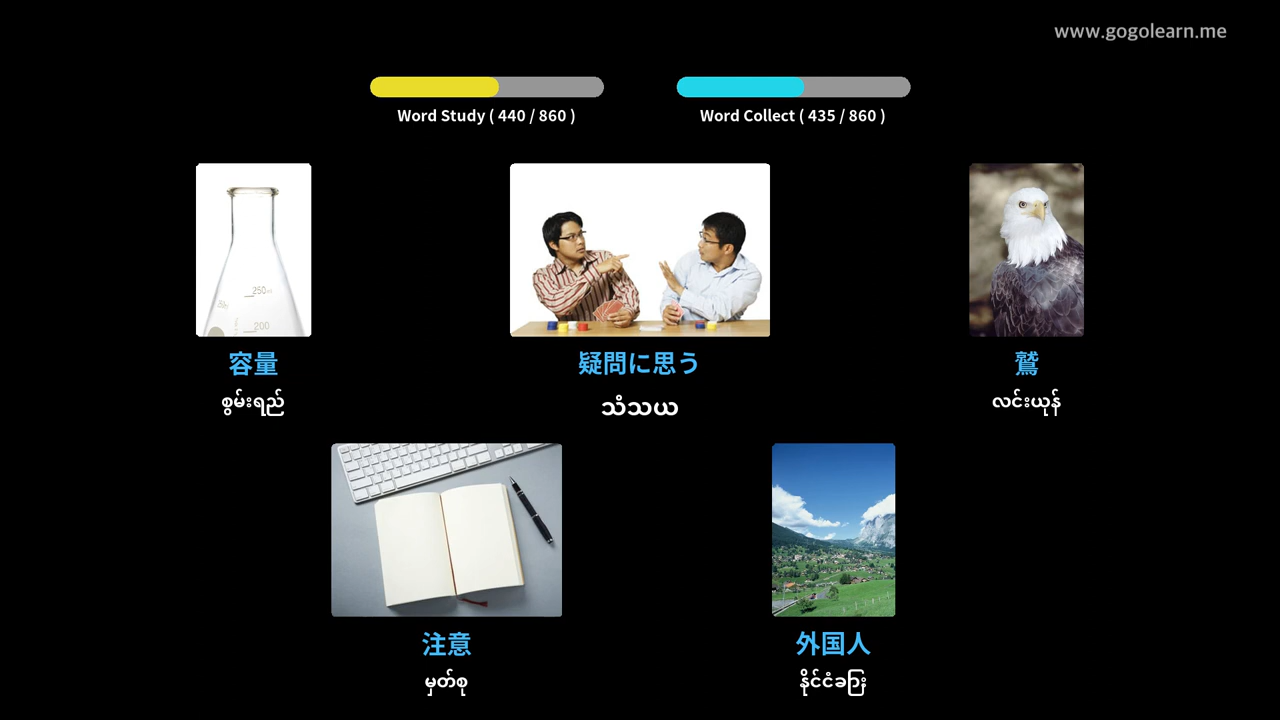 www.gogolearn.me
Word Study ( 440 / 860 )
Word Collect ( 435 / 860 )
250
200
容量
疑問に思う
鷲
စွမ်းရည်
သံသယ
လင်းယုန်
注意
外国人
မှတ်စု
နိုင်ငံခြား